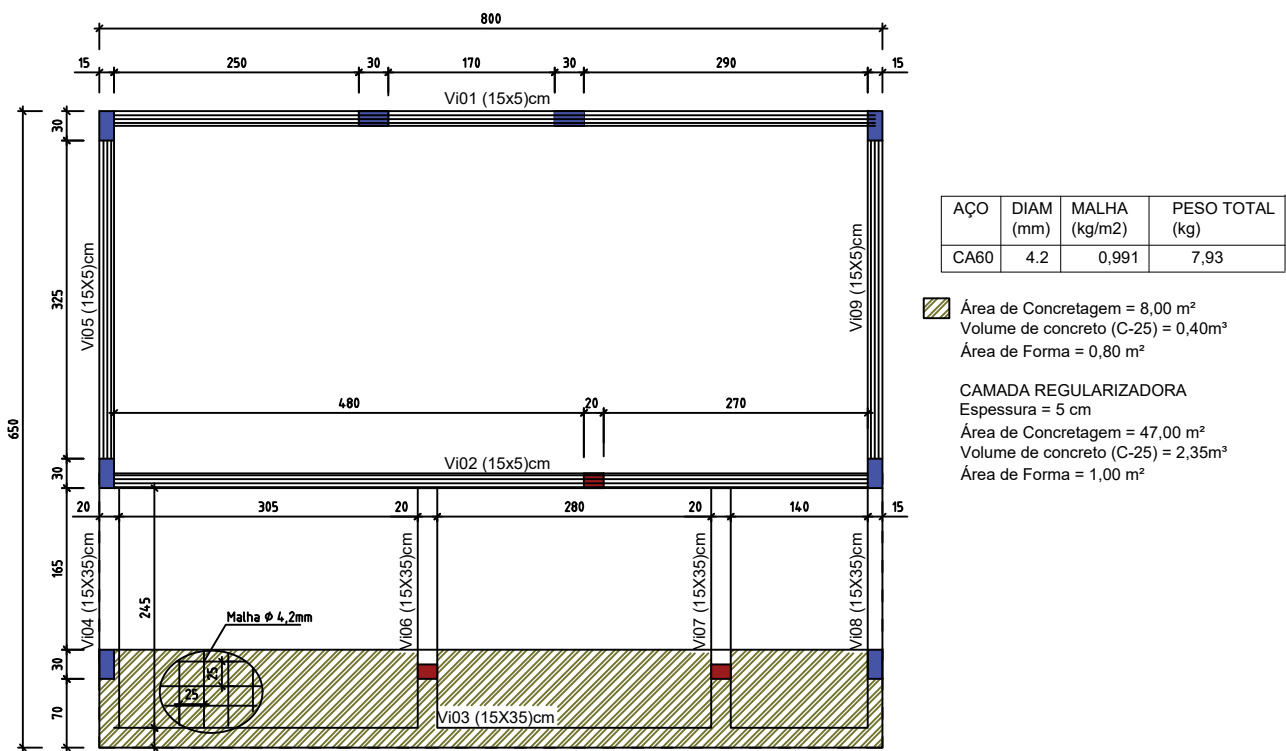 800
15 250 30 170 30 290 15
Vi01 (15x5)cm
30
325
30
650
Vi05 (15X5)cm
Vi09 (15X5)cm
480 20 270
Vi02 (15x5)cm
20 305 20 280 20 140 15
165
245
30
70
Vi04 (15X35)cm
Vi06 (15X35)cm
Vi07 (15X35)cm
Vi08 (15X35)cm
Malha Ø 4,2mm
25
25
Vi03 (15X35)cm
AÇO DIAM MALHA PESO TOTAL
(mm) (kg/m2) (kg)
CA60 4.2 0,991 7,93
Área de Concretagem = 8,00 m²
Volume de concreto (C-25) = 0,40m³
Área de Forma = 0,80 m²
CAMADA REGULARIZADORA
Espessura = 5 cm
Área de Concretagem = 47,00 m²
Volume de concreto (C-25) = 2,35m³
Área de Forma = 1,00 m²